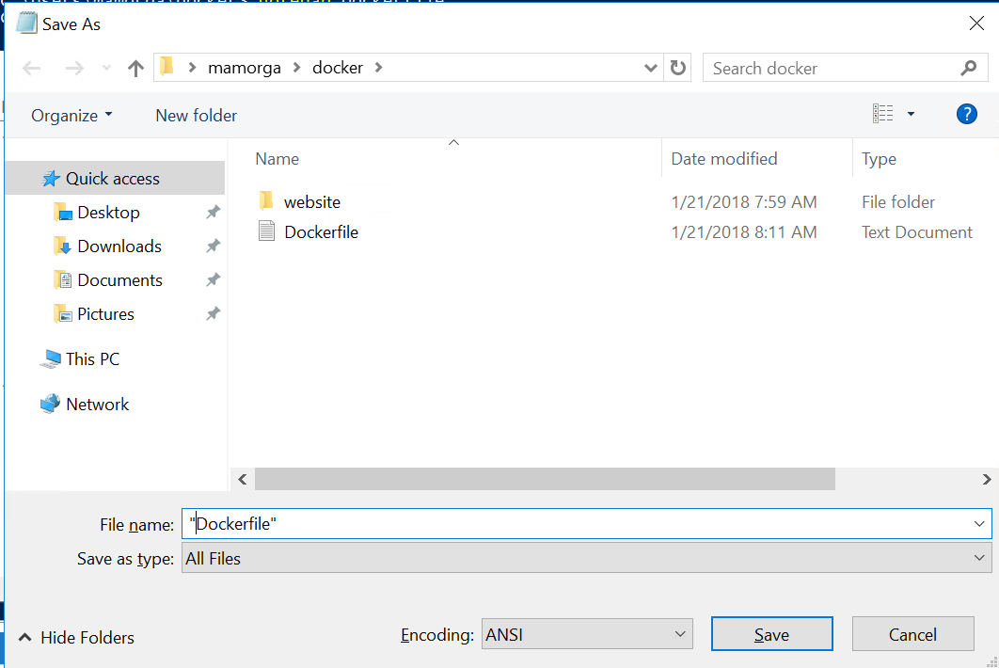 Save As
mamorga docker
Search docker
Organize
New folder
?
Name
Date modified
Type
Quick access
Desktop
Downloads
Documents
Pictures
This PC
Network
website 1/21/2018 7:59 AM File folder
Dockerfile 1/21/2018 8:11 AM Text Document
File name: "Dockerfile"
Save as type: All Files
Hide Folders
Encoding: ANSI
Save
Cancel